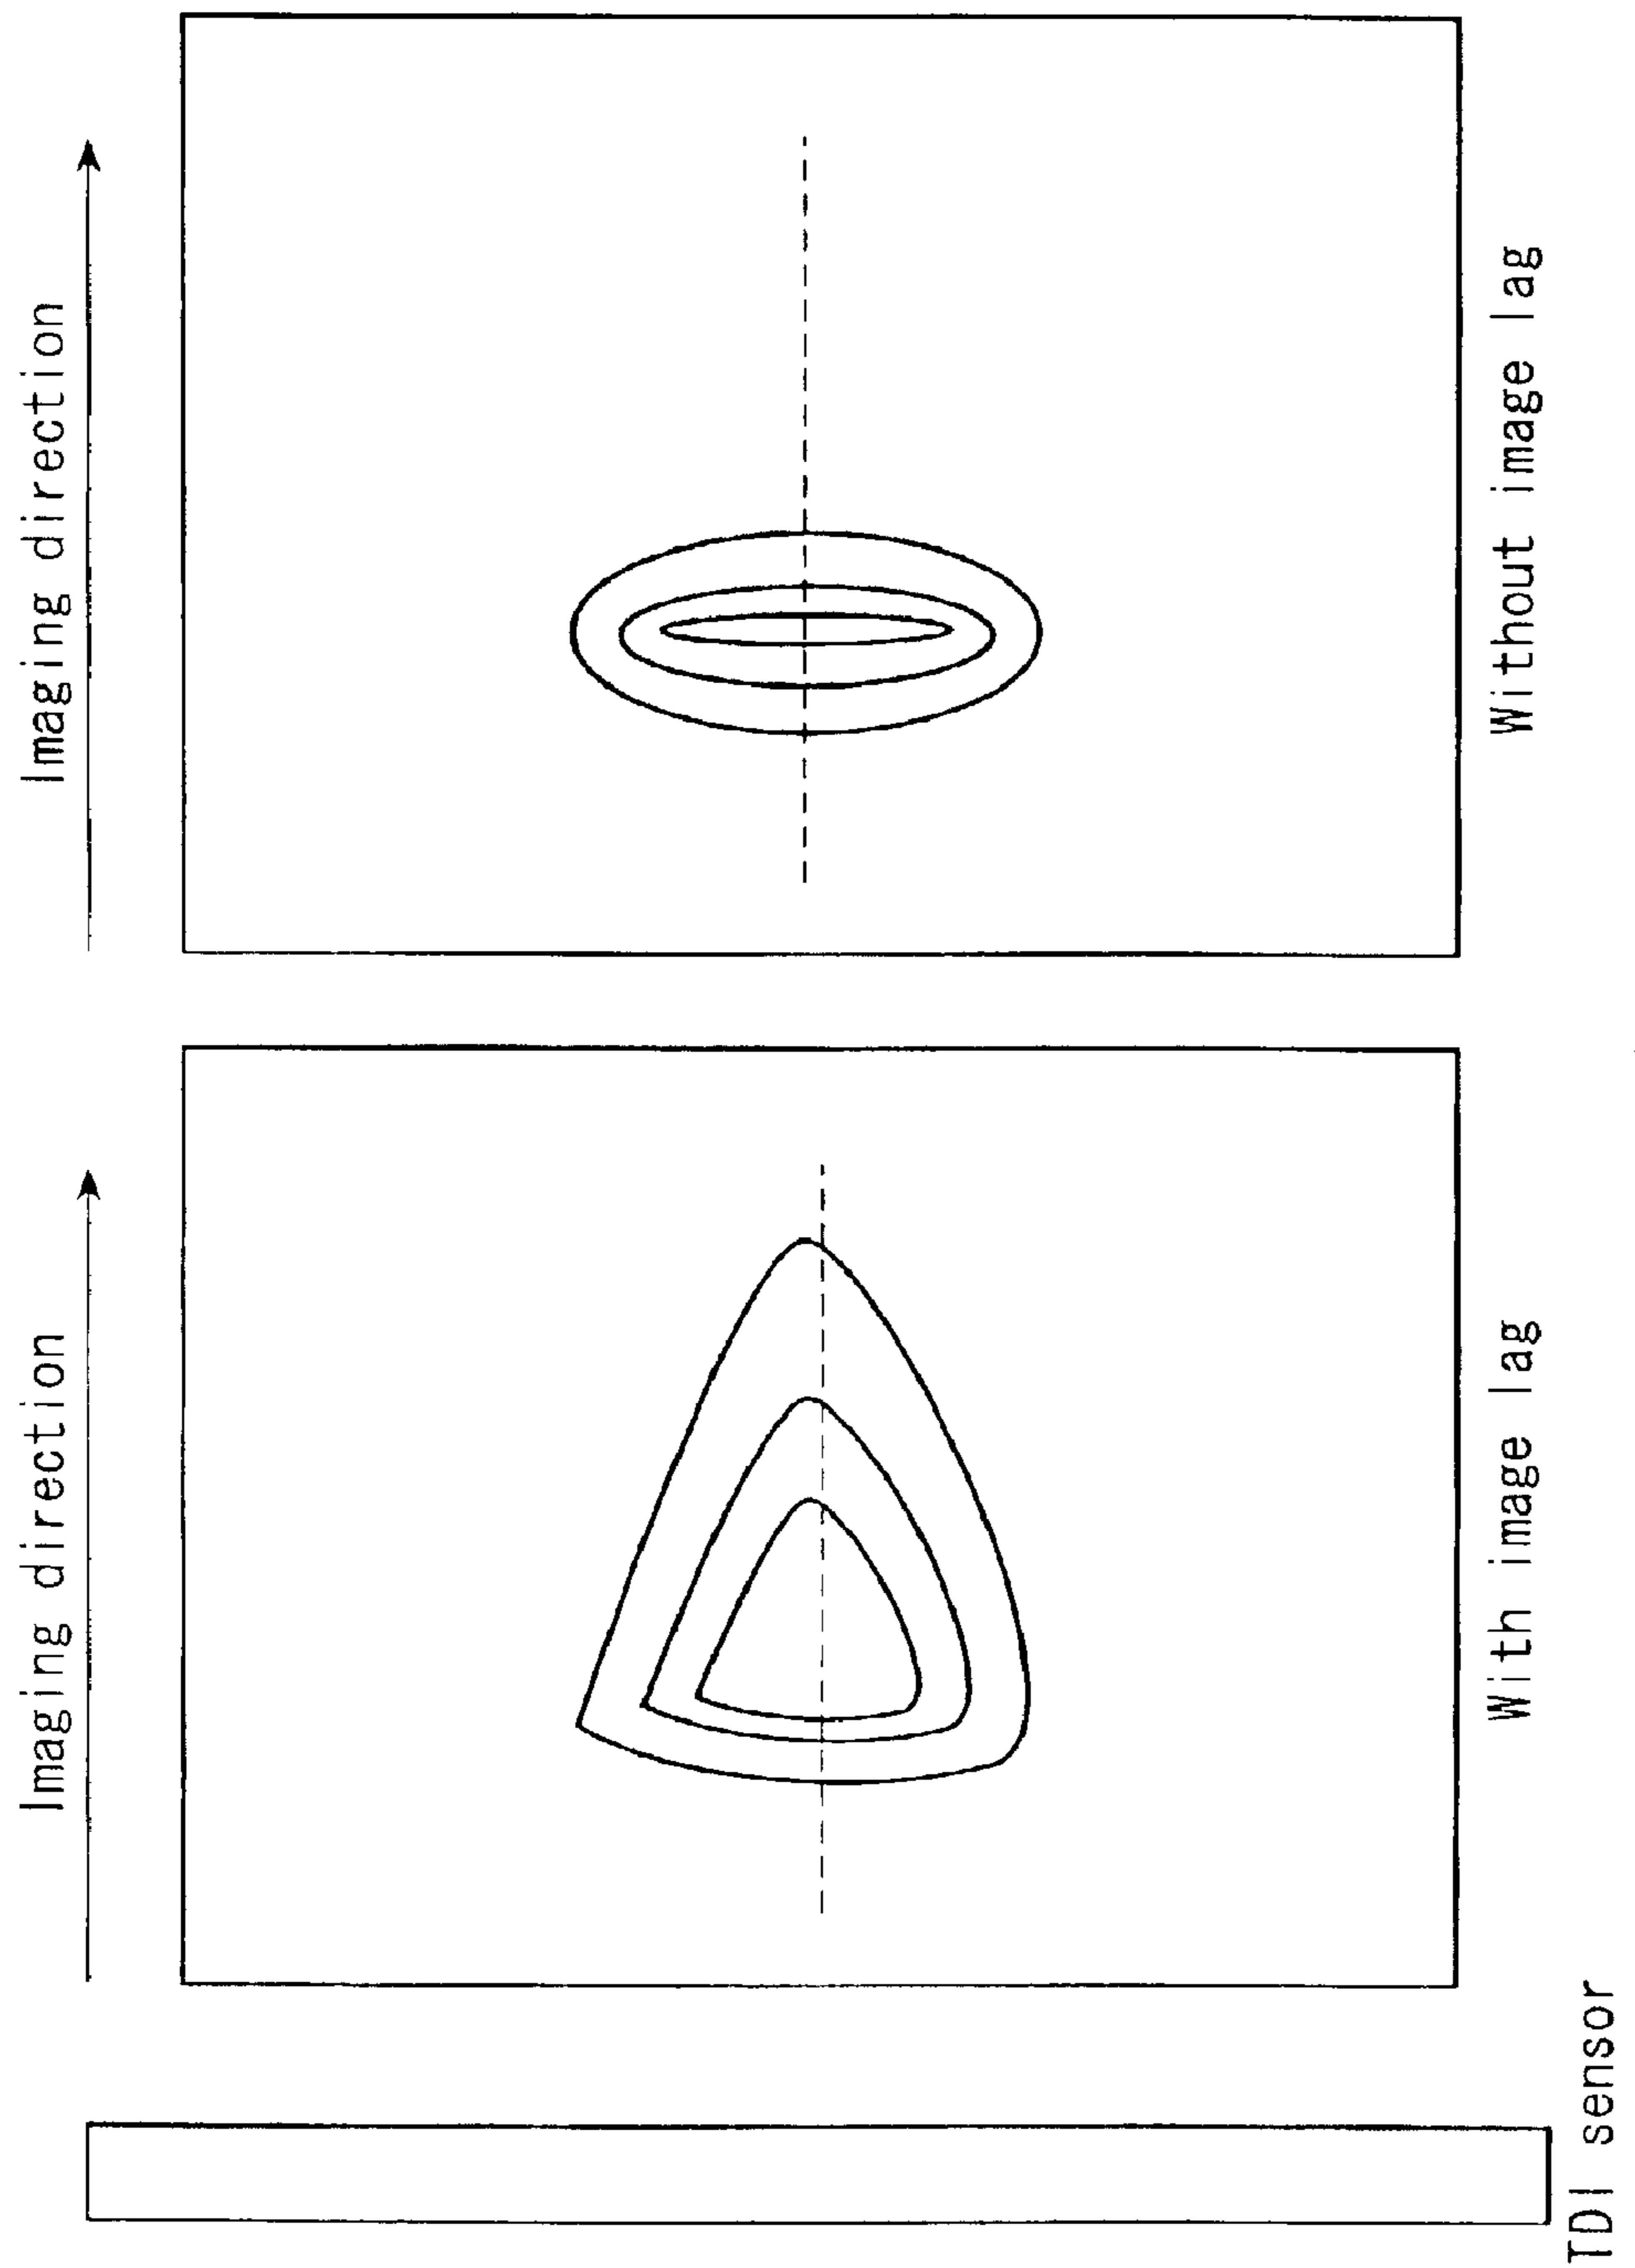 Imaging direction
Imaging direction
TDI sensor
With image lag
Without image lag